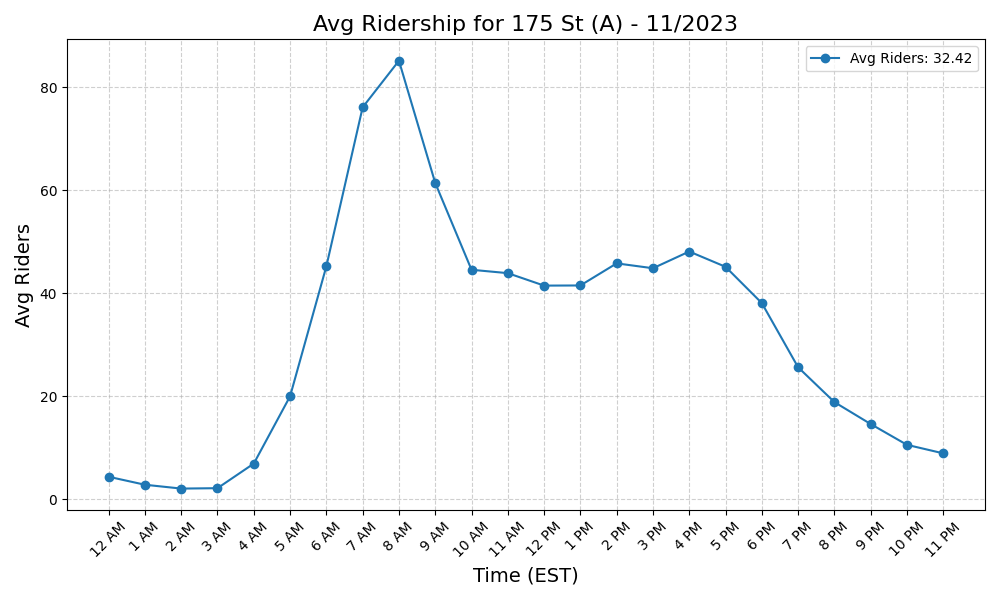 Avg Ridership for 175 St (A) - 11/2023
Avg Riders: 32.42
Avg Riders
80
60
40
20
0
12 AM
1 AM
2 AM
3 AM
4 AM
5 AM
6 AM
7 AM
8 AM
9 AM
10 AM
11 AM
12 PM
1 PM
2 PM
3 PM
4 PM
5 PM
6 PM
7 PM
8 PM
9 PM
10 PM
11 PM
Time (EST)